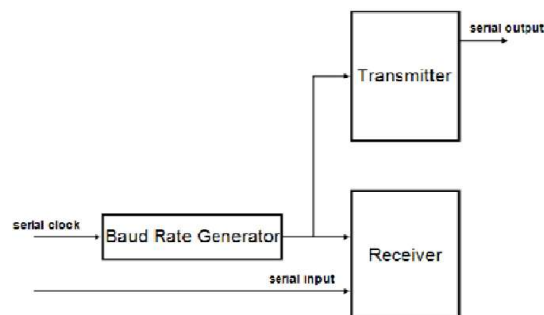 serial output
Transmitter
serial clock
Baud Rate Generator
Receiver
serial input